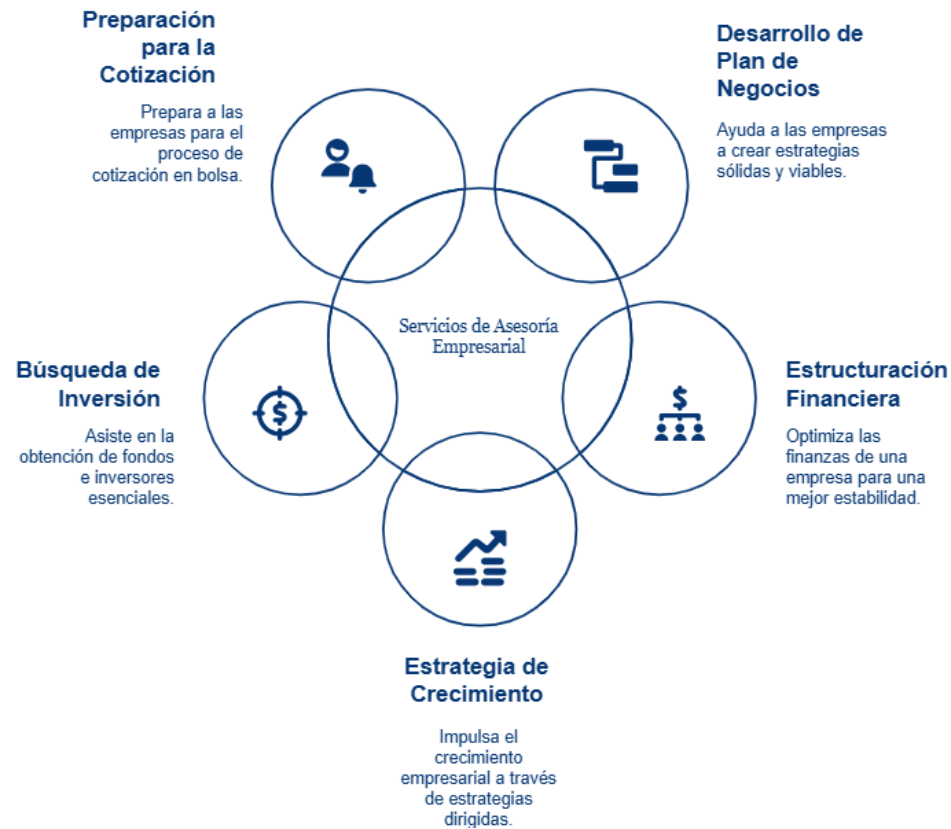 Preparación
para la
Cotización
Prepara a las
empresas para el
proceso de
cotización en bolsa.
Desarrollo de
Plan de
Negocios
Ayuda a las empresas
a crear estrategias
sólidas y viables.
Servicios de Asesoría
Empresarial
Búsqueda de
Inversión
Asiste en la
obtención de fondos
e inversores
esenciales.
Estructuración
Financiera
Optimiza las
finanzas de una
empresa para una
mejor estabilidad.
Estrategia de
Crecimiento
Impulsa el
crecimiento
empresarial a través
de estrategias
dirigidas.